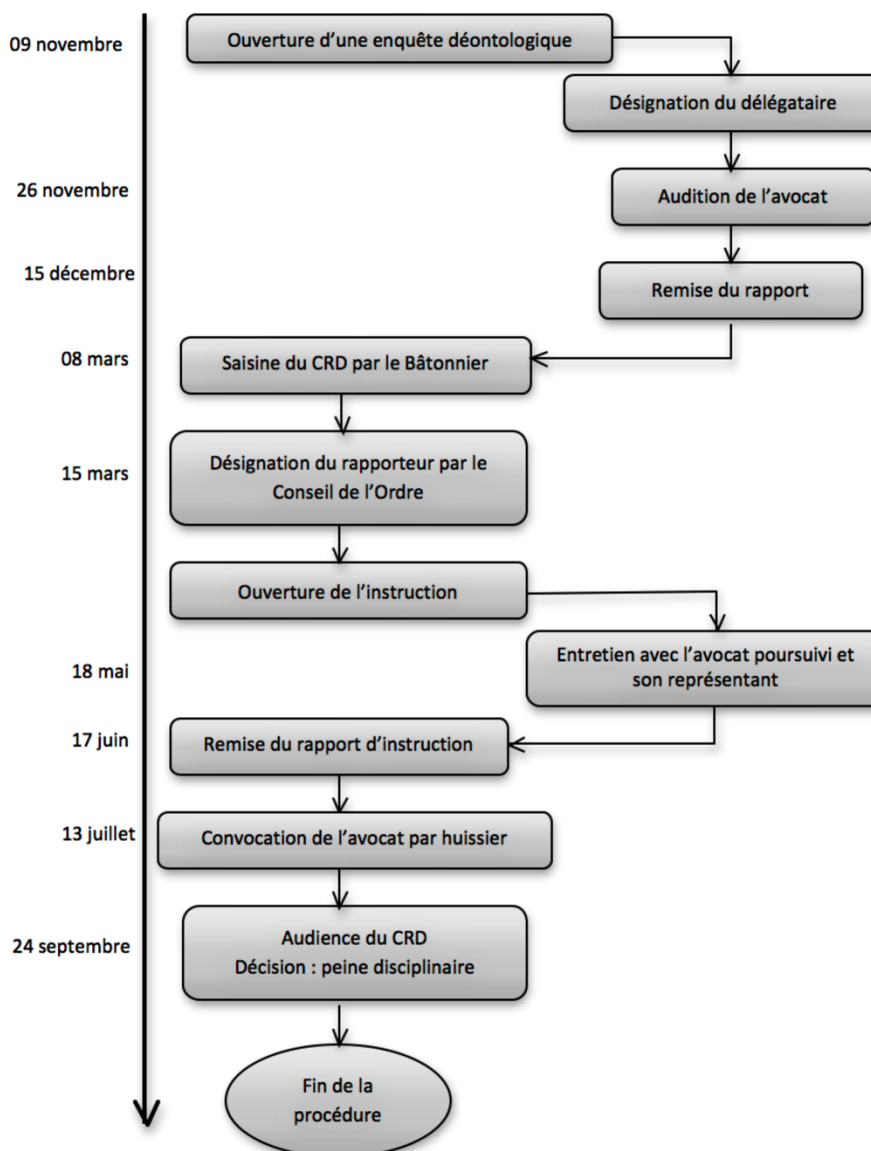 09 novembre
Ouverture d'une enquête déontologique
Désignation du délégataire
26 novembre
Audition de l'avocat
15 décembre
Remise du rapport
08 mars
Saisine du CRD par le Bâtonnier
15 mars
Désignation du rapporteur par le
Conseil de l'Ordre
Ouverture de l'instruction
18 mai
Entretien avec l'avocat poursuivi et
son représentant
17 juin
Remise du rapport d'instruction
13 juillet
Convocation de l'avocat par huissier
24 septembre
Audience du CRD
Décision : peine disciplinaire
Fin de la
procédure